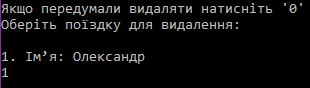 Якщо передумали видаляти натисніть '0'
Оберіть поїздку для видалення:
1. Ім’я: Олександр
1